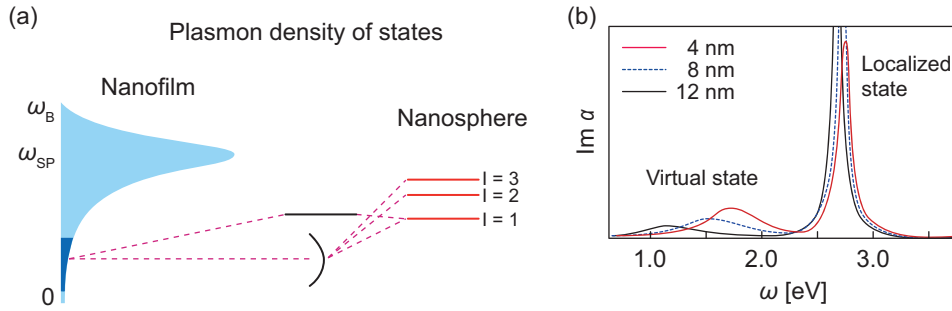 (a)
Plasmon density of states
Nanofilm
ω_B
ω_SP
0
Nanosphere
l = 3
l = 2
l = 1
(b)
4 nm
8 nm
12 nm
Localized
state
Virtual state
Im α
1.0 2.0 3.0
ω [eV]